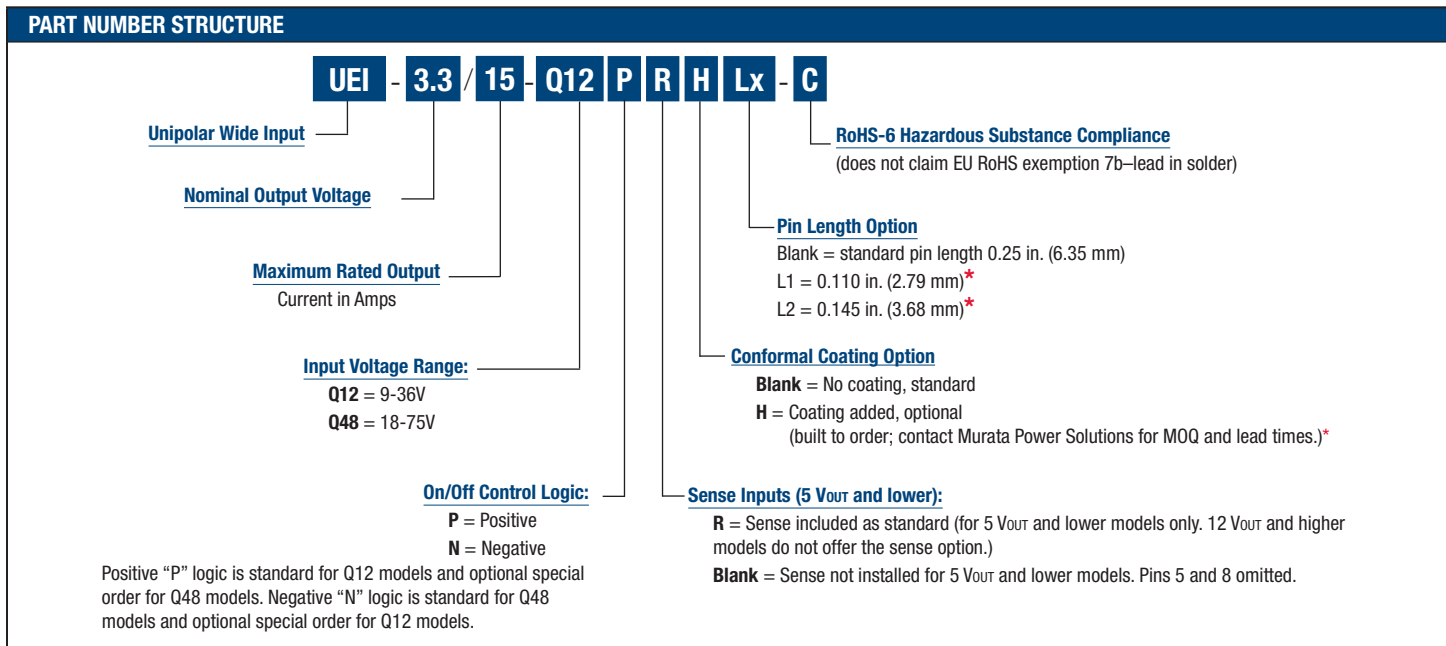 PART NUMBER STRUCTURE
UEI - 3.3 / 15 - Q12 P R H Lx - C
Unipolar Wide Input
RoHS-6 Hazardous Substance Compliance
(does not claim EU RoHS exemption 7b–lead in solder)
Nominal Output Voltage
Pin Length Option
Blank = standard pin length 0.25 in. (6.35 mm)
L1 = 0.110 in. (2.79 mm)*
L2 = 0.145 in. (3.68 mm)*
Maximum Rated Output
Current in Amps
Conformal Coating Option
Blank = No coating, standard
H = Coating added, optional
(built to order; contact Murata Power Solutions for MOQ and lead times.)*
Input Voltage Range:
Q12 = 9-36V
Q48 = 18-75V
On/Off Control Logic:
P = Positive
N = Negative
Positive “P” logic is standard for Q12 models and optional special
order for Q48 models. Negative “N” logic is standard for Q48
models and optional special order for Q12 models.
Sense Inputs (5 VOUT and lower):
R = Sense included as standard (for 5 VOUT and lower models only. 12 VOUT and higher
models do not offer the sense option.)
Blank = Sense not installed for 5 VOUT and lower models. Pins 5 and 8 omitted.